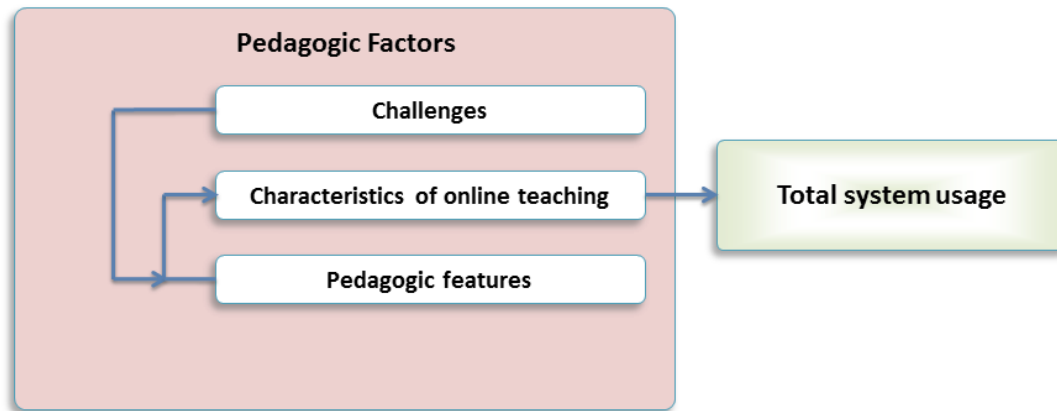 Pedagogic Factors
Challenges
Characteristics of online teaching
Total system usage
Pedagogic features